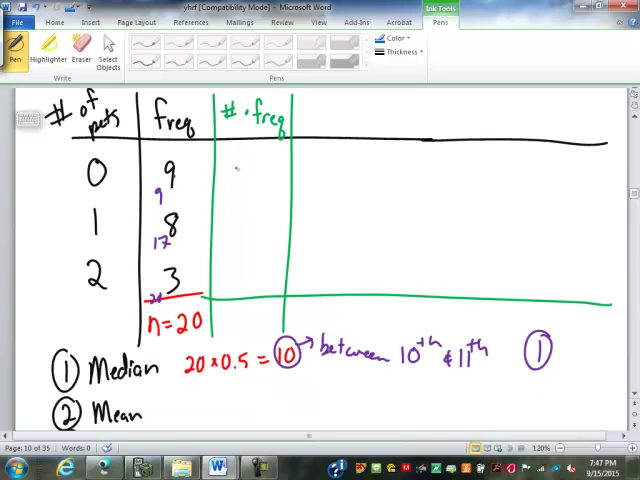 yhrf [Compatibility Mode] - Word
Ink Tools
File Home Insert Design Page Layout References Mailings Review View Add-Ins Acrobat Pens
Pen Highlighter Eraser Select Objects
Color
Thickness
Write Pens
# of pets freq # · freq
0 9
9
1 8
17
2 3
20
n = 20
① Median 20 × 0.5 = 10 → between 10th & 11th ①
② Mean
Page 10 of 35 Words: 0 120%
7:47 PM
9/15/2015